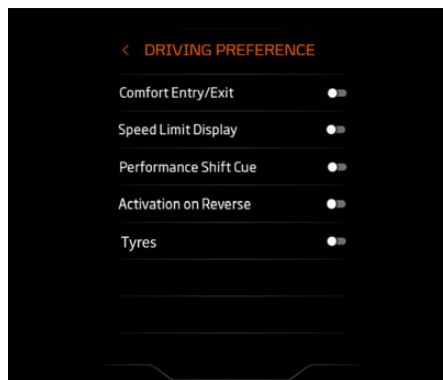 DRIVING PREFERENCE
Comfort Entry/Exit
Speed Limit Display
Performance Shift Cue
Activation on Reverse
Tyres